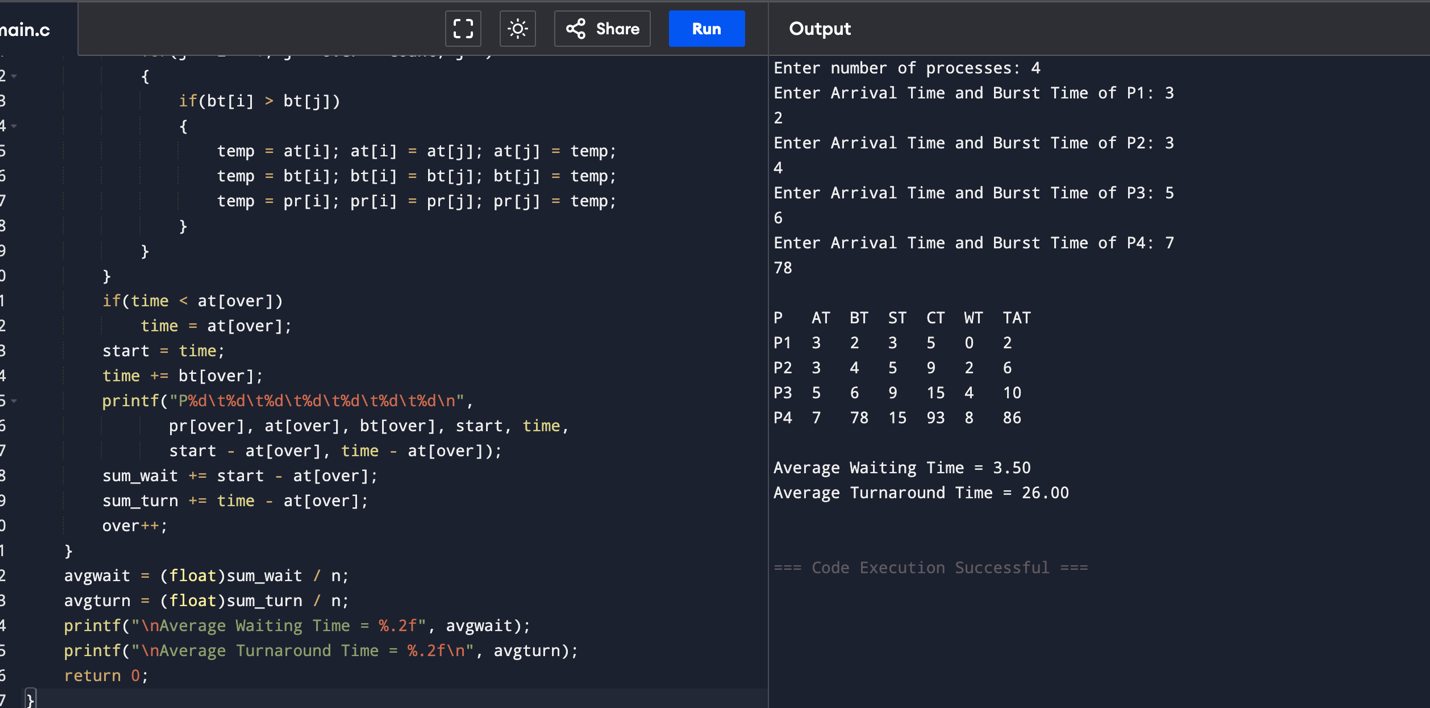 main.c
Share
Run
Output
{
if(bt[i] > bt[j])
{
temp = at[i]; at[i] = at[j]; at[j] = temp;
temp = bt[i]; bt[i] = bt[j]; bt[j] = temp;
temp = pr[i]; pr[i] = pr[j]; pr[j] = temp;
}
}
}
if(time < at[over])
time = at[over];
start = time;
time += bt[over];
printf("P%d\t%d\t%d\t%d\t%d\t%d\t%d\n",
pr[over], at[over], bt[over], start, time,
start - at[over], time - at[over]);
sum_wait += start - at[over];
sum_turn += time - at[over];
over++;
}
avgwait = (float)sum_wait / n;
avgturn = (float)sum_turn / n;
printf("\nAverage Waiting Time = %.2f", avgwait);
printf("\nAverage Turnaround Time = %.2f\n", avgturn);
return 0;
}
Enter number of processes: 4
Enter Arrival Time and Burst Time of P1: 3
2
Enter Arrival Time and Burst Time of P2: 3
4
Enter Arrival Time and Burst Time of P3: 5
6
Enter Arrival Time and Burst Time of P4: 7
78
P AT BT ST CT WT TAT
P1 3 2 3 5 0 2
P2 3 4 5 9 2 6
P3 5 6 9 15 4 10
P4 7 78 15 93 8 86
Average Waiting Time = 3.50
Average Turnaround Time = 26.00
=== Code Execution Successful ===